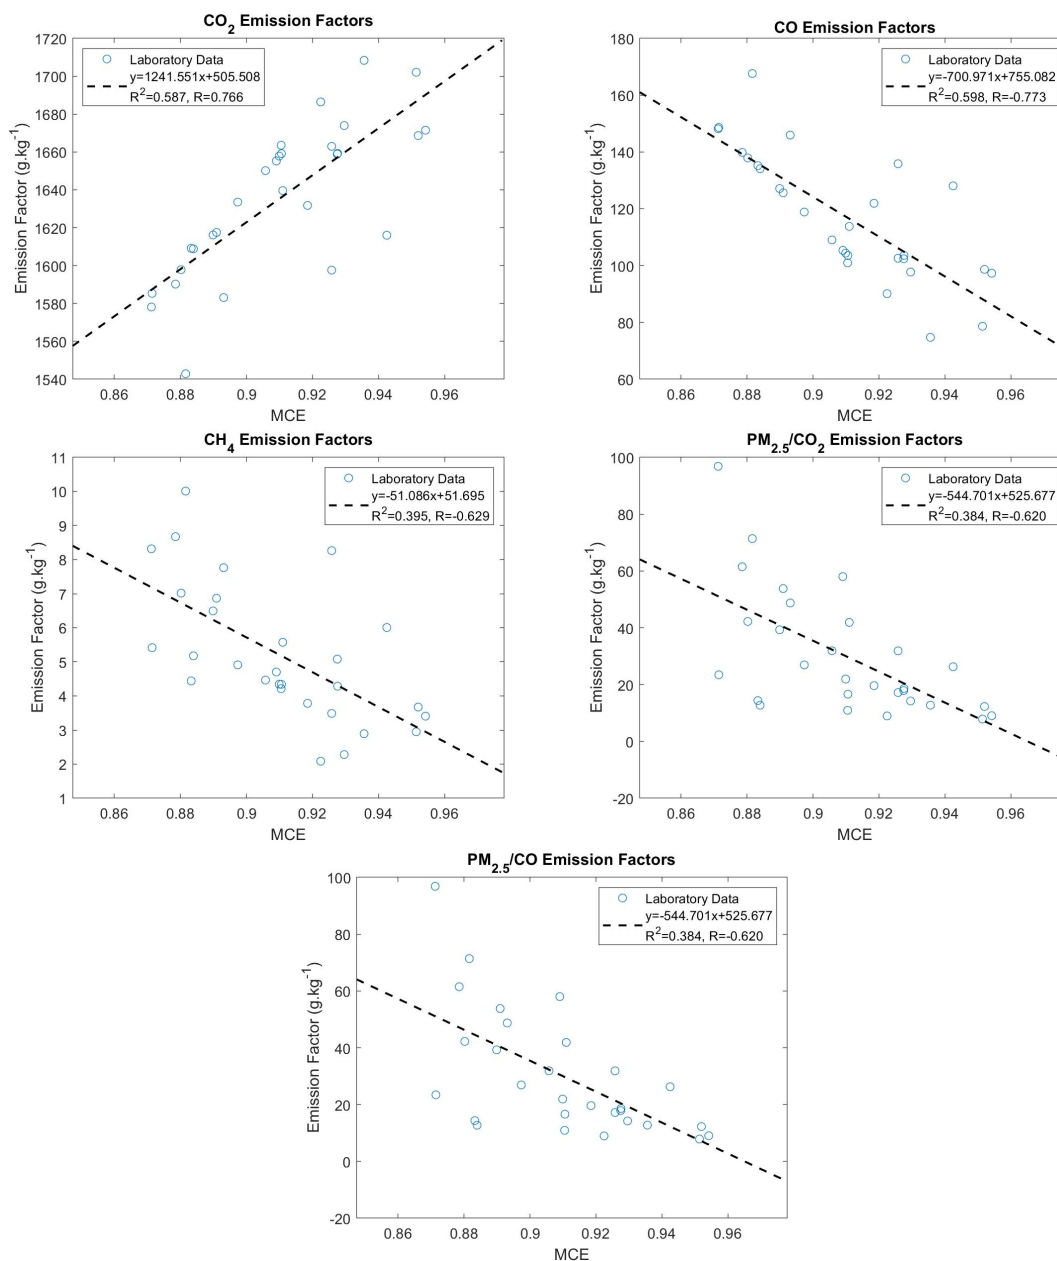 CO2 Emission Factors
1720
1700
1680
1660
1640
1620
1600
1580
1560
1540
Emission Factor (g.kg-1)
Laboratory Data
y=1241.551x+505.508
R2=0.587, R=0.766
0.86 0.88 0.9 0.92 0.94 0.96
MCE
CO Emission Factors
180
160
140
120
100
80
60
Emission Factor (g.kg-1)
Laboratory Data
y=-700.971x+755.082
R2=0.598, R=-0.773
0.86 0.88 0.9 0.92 0.94 0.96
MCE
CH4 Emission Factors
11
10
9
8
7
6
5
4
3
2
1
Emission Factor (g.kg-1)
Laboratory Data
y=-51.086x+51.695
R2=0.395, R=-0.629
0.86 0.88 0.9 0.92 0.94 0.96
MCE
PM2.5/CO2 Emission Factors
100
80
60
40
20
0
-20
Emission Factor (g.kg-1)
Laboratory Data
y=-544.701x+525.677
R2=0.384, R=-0.620
0.86 0.88 0.9 0.92 0.94 0.96
MCE
PM2.5/CO Emission Factors
100
80
60
40
20
0
-20
Emission Factor (g.kg-1)
Laboratory Data
y=-544.701x+525.677
R2=0.384, R=-0.620
0.86 0.88 0.9 0.92 0.94 0.96
MCE